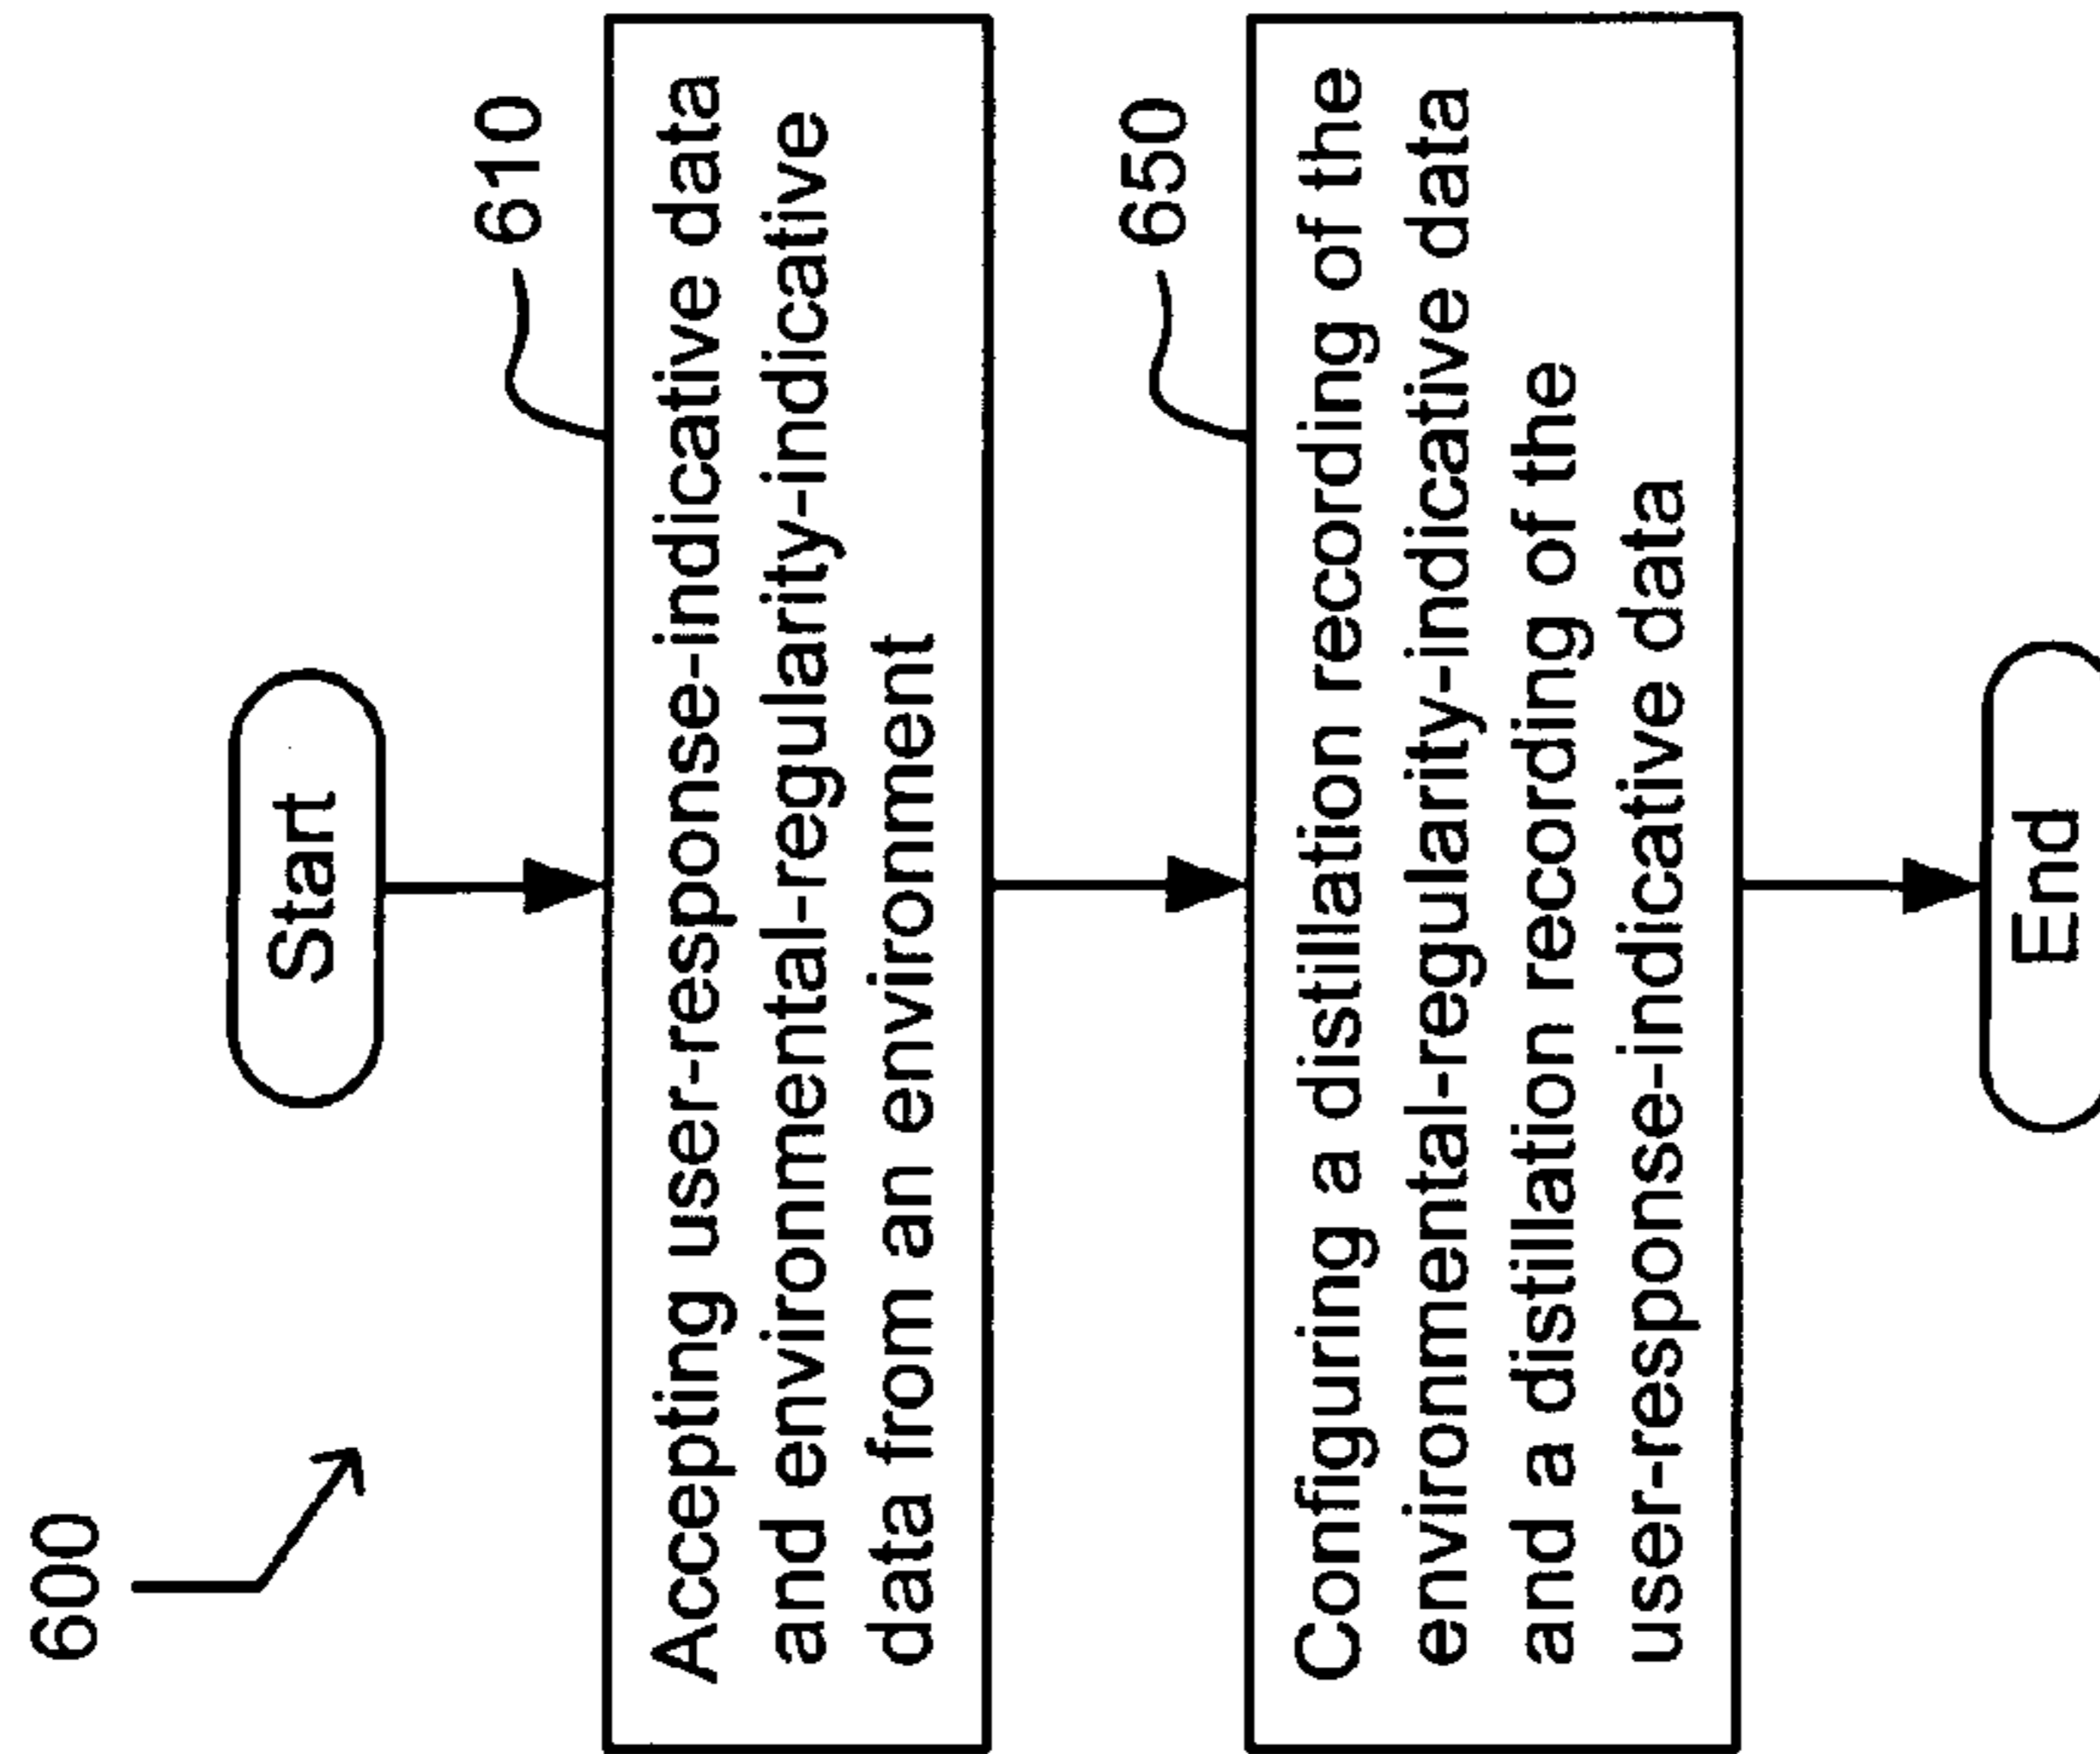 600
Start
610
Accepting user-response-indicative data
and environmental-regularity-indicative
data from an environment
650
Configuring a distillation recording of the
environmental-regularity-indicative data
and a distillation recording of the
user-response-indicative data
End